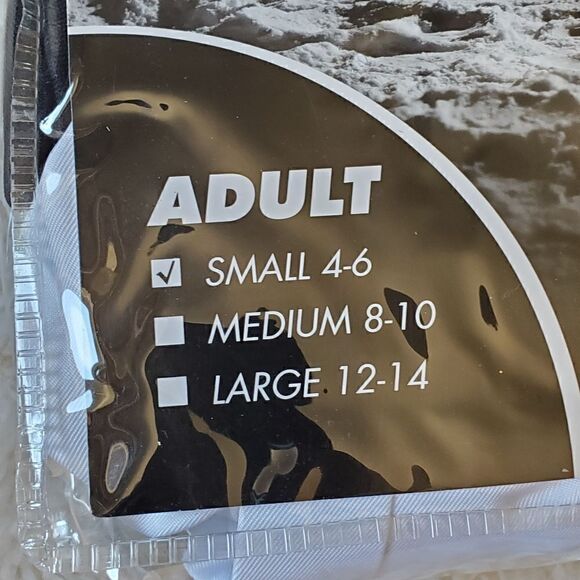 ADULT
☑ SMALL 4-6
☐ MEDIUM 8-10
☐ LARGE 12-14